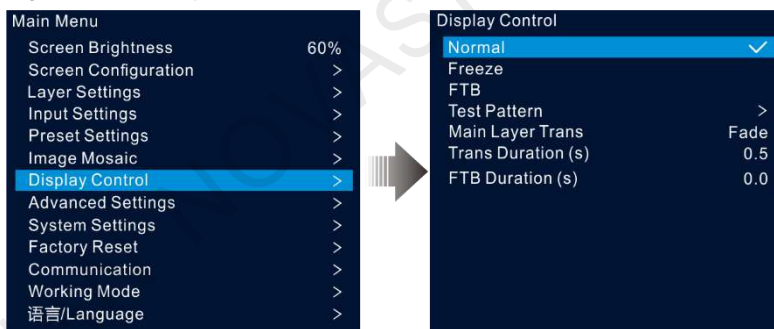 Main Menu
Screen Brightness 60%
Screen Configuration >
Layer Settings >
Input Settings >
Preset Settings >
Image Mosaic >
Display Control >
Advanced Settings >
System Settings >
Factory Reset >
Communication >
Working Mode >
语言/Language >
Display Control
Normal ✓
Freeze
FTB
Test Pattern >
Main Layer Trans Fade
Trans Duration (s) 0.5
FTB Duration (s) 0.0